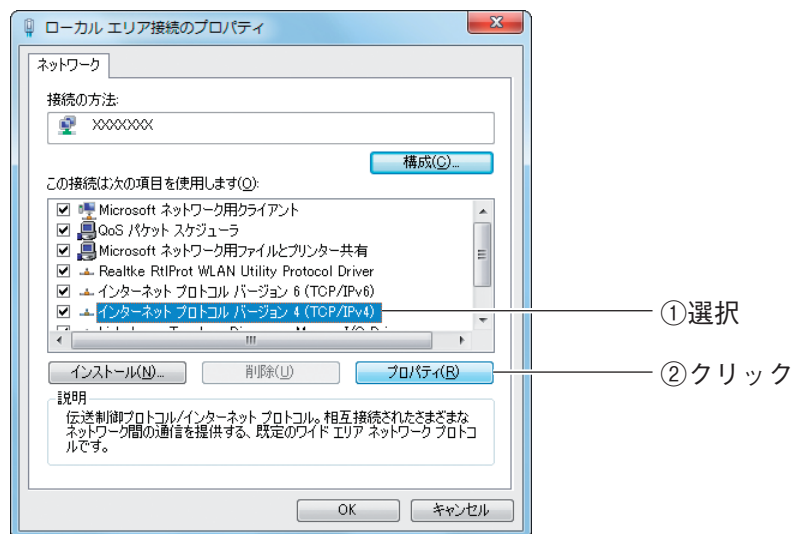 ローカル エリア接続のプロパティ
ネットワーク
接続の方法:
XXXXXXX
構成(C)...
この接続は次の項目を使用します(O):
Microsoft ネットワーク用クライアント
QoS パケット スケジューラ
Microsoft ネットワーク用ファイルとプリンター共有
Realtke RtlProt WLAN Utility Protocol Driver
インターネット プロトコル バージョン 6 (TCP/IPv6)
インターネット プロトコル バージョン 4 (TCP/IPv4)
①選択
インストール(N)...
削除(U)
プロパティ(R)
②クリック
説明
伝送制御プロトコル/インターネット プロトコル。相互接続されたさまざまな
ネットワーク間の通信を提供する、既定のワイド エリア ネットワーク プロトコ
ルです。
OK
キャンセル